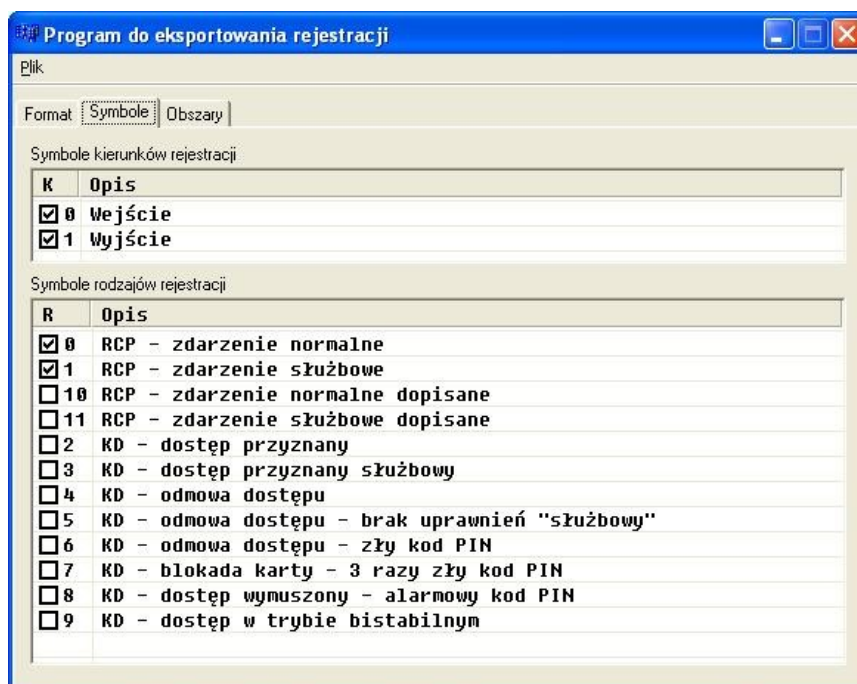 Program do eksportowania rejestracji
Plik
Format Symbole Obszary
Symbole kierunków rejestracji
K Opis
0 Wejście
1 Wyjście
Symbole rodzajów rejestracji
R Opis
0 RCP - zdarzenie normalne
1 RCP - zdarzenie służbowe
10 RCP - zdarzenie normalne dopisane
11 RCP - zdarzenie służbowe dopisane
2 KD - dostęp przyznany
3 KD - dostęp przyznany służbowy
4 KD - odmowa dostępu
5 KD - odmowa dostępu - brak uprawnień "służbowy"
6 KD - odmowa dostępu - zły kod PIN
7 KD - blokada karty - 3 razy zły kod PIN
8 KD - dostęp wymuszony - alarmowy kod PIN
9 KD - dostęp w trybie bistabilnym